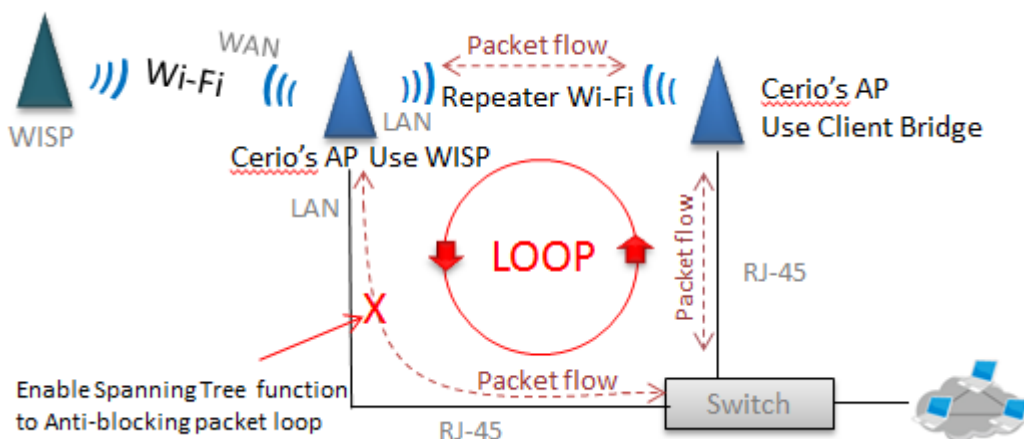 WAN
Packet flow
Wi-Fi
Repeater Wi-Fi
Cerio's AP
Use Client Bridge
WISP
LAN
Cerio's AP Use WISP
LAN
LOOP
Packet flow
RJ-45
X
Enable Spanning Tree function
to Anti-blocking packet loop
Packet flow
Switch
RJ-45